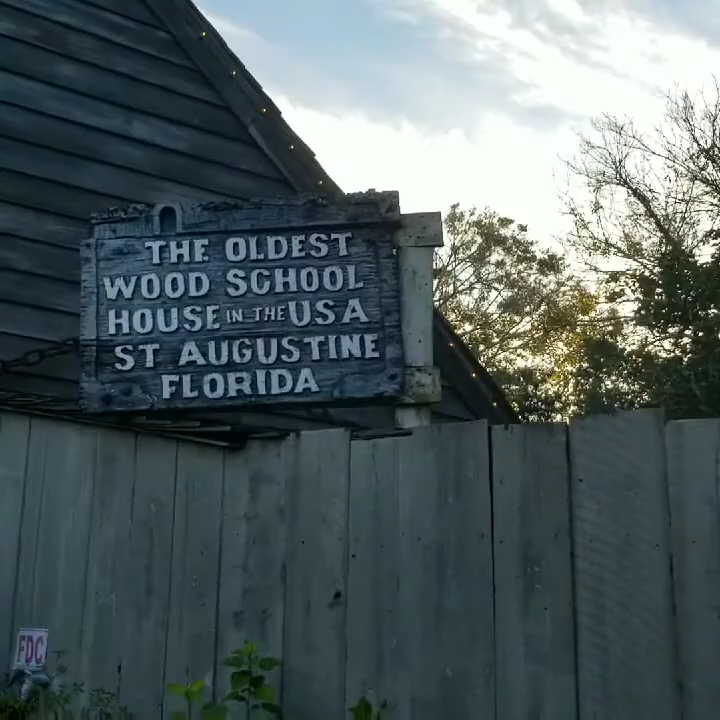 THE OLDEST
WOOD SCHOOL
HOUSE IN THE USA
ST AUGUSTINE
FLORIDA
FDC